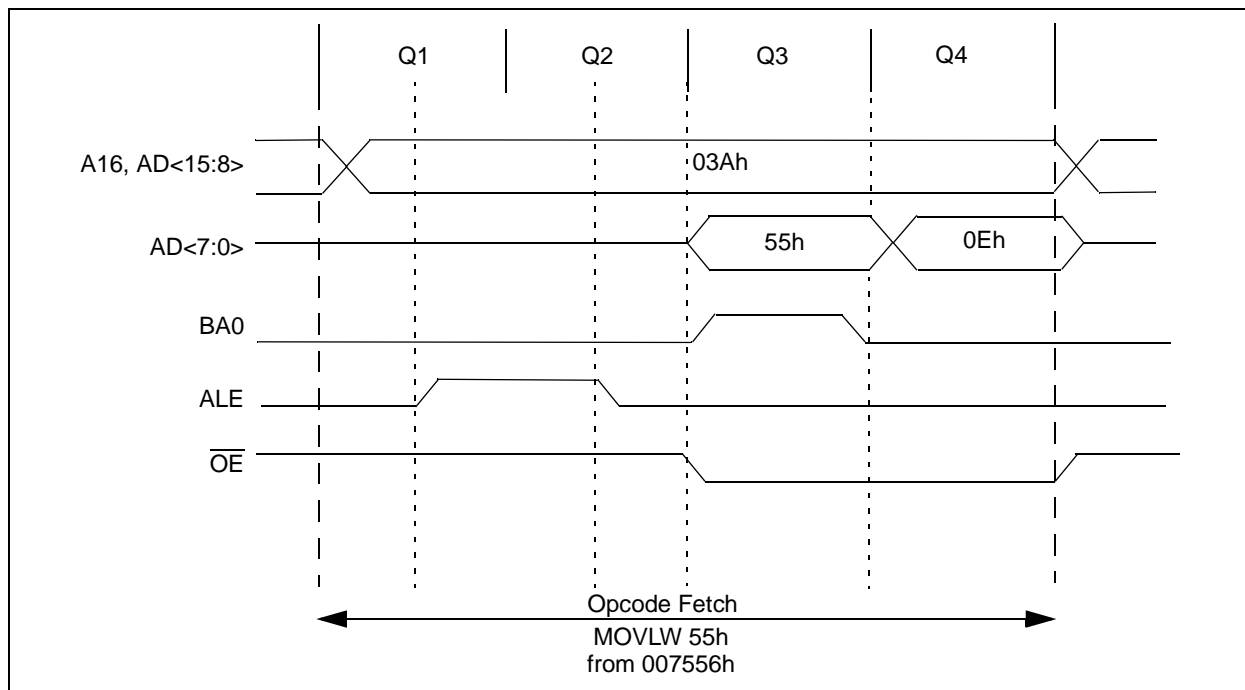 Q1 Q2 Q3 Q4
A16, AD<15:8> 03Ah
AD<7:0> 55h 0Eh
BA0
ALE
OE
Opcode Fetch
MOVLW 55h
from 007556h